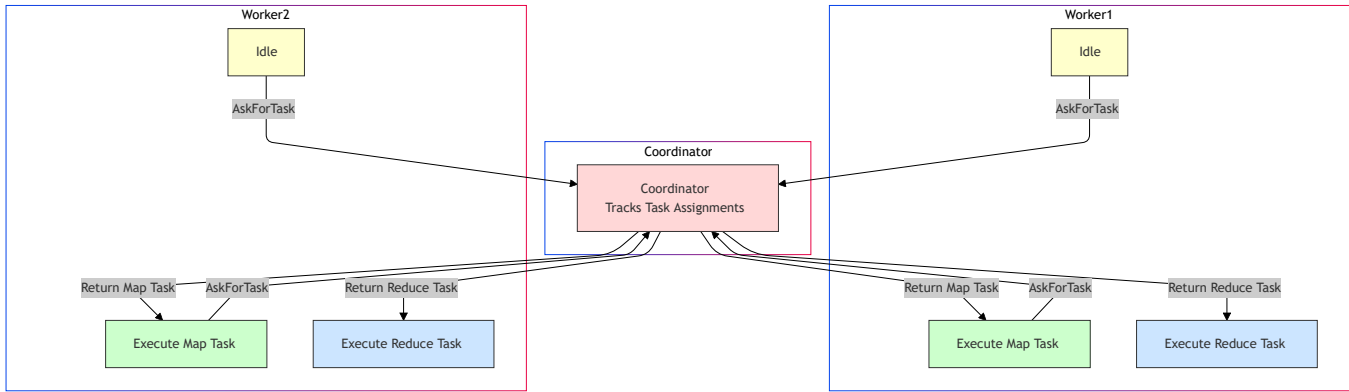 Worker2
Idle
AskForTask
Return Map Task
AskForTask
Return Reduce Task
Execute Map Task
Execute Reduce Task
Coordinator
Coordinator
Tracks Task Assignments
Worker1
Idle
AskForTask
Return Map Task
AskForTask
Return Reduce Task
Execute Map Task
Execute Reduce Task